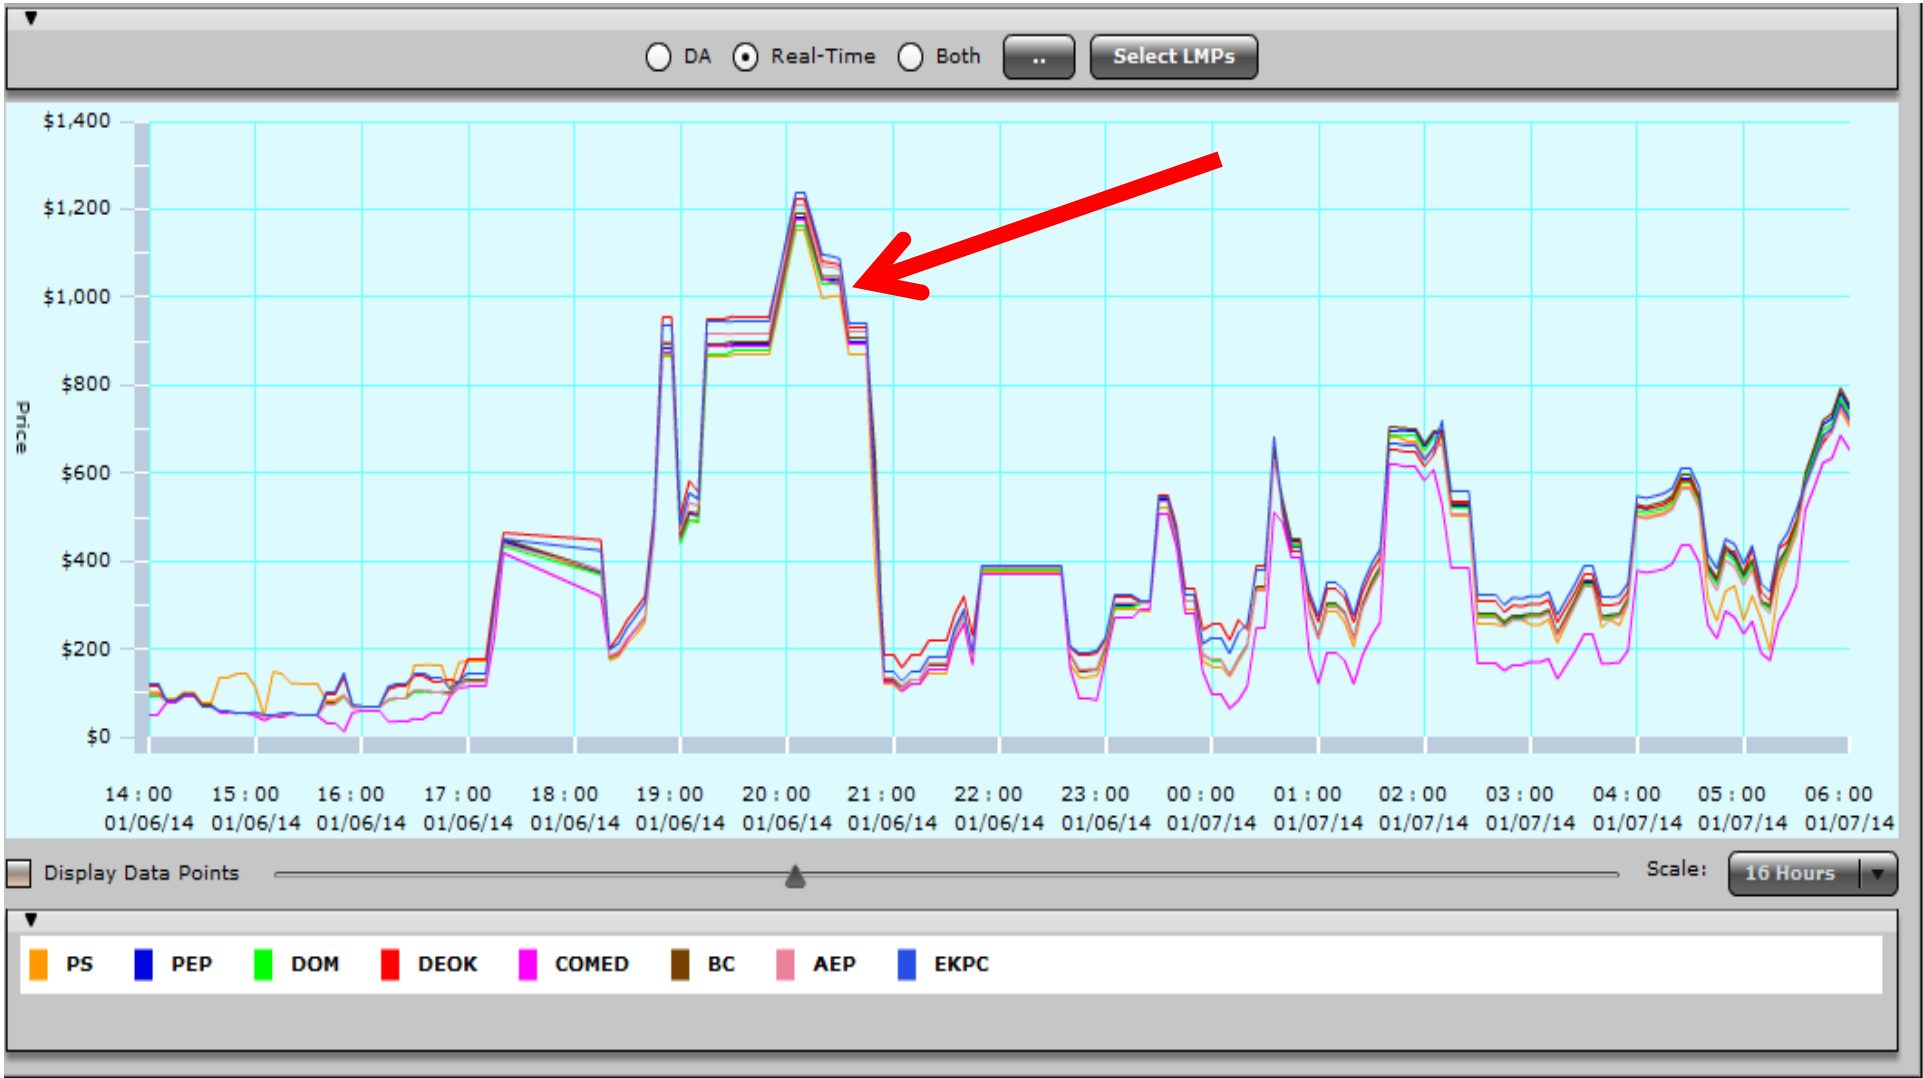 DA Real-Time Both .. Select LMPs
$1,400
$1,200
$1,000
$800
$600
$400
$200
$0
Price
14 : 00 15 : 00 16 : 00 17 : 00 18 : 00 19 : 00 20 : 00 21 : 00 22 : 00 23 : 00 00 : 00 01 : 00 02 : 00 03 : 00 04 : 00 05 : 00 06 : 00
01/06/14 01/06/14 01/06/14 01/06/14 01/06/14 01/06/14 01/06/14 01/06/14 01/06/14 01/06/14 01/07/14 01/07/14 01/07/14 01/07/14 01/07/14 01/07/14 01/07/14
Display Data Points Scale: 16 Hours
PS PEP DOM DEOK COMED BC AEP EKPC